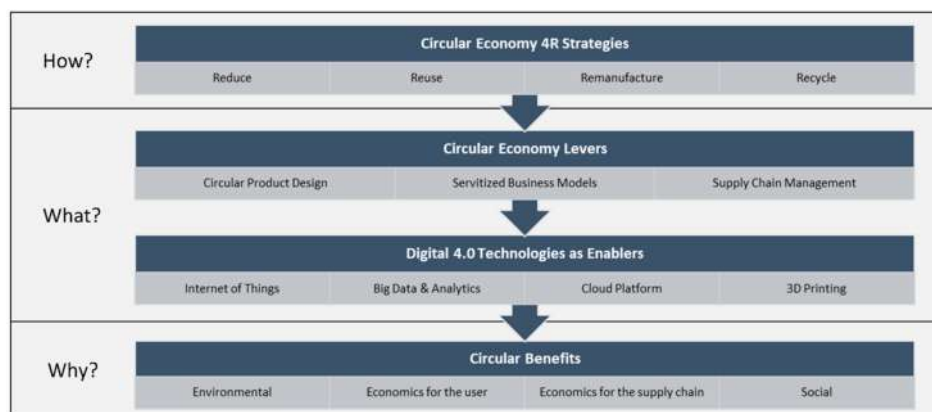 How?
Circular Economy 4R Strategies
Reduce Reuse Remanufacture Recycle
What?
Circular Economy Levers
Circular Product Design Servitized Business Models Supply Chain Management
Digital 4.0 Technologies as Enablers
Internet of Things Big Data & Analytics Cloud Platform 3D Printing
Why?
Circular Benefits
Environmental Economics for the user Economics for the supply chain Social